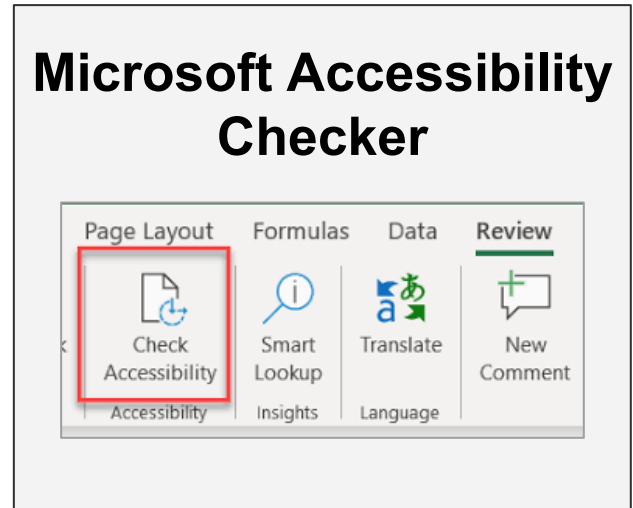 Microsoft Accessibility
Checker
Page Layout Formulas Data Review
Check Accessibility
Smart Lookup
Translate
New Comment
Accessibility Insights Language